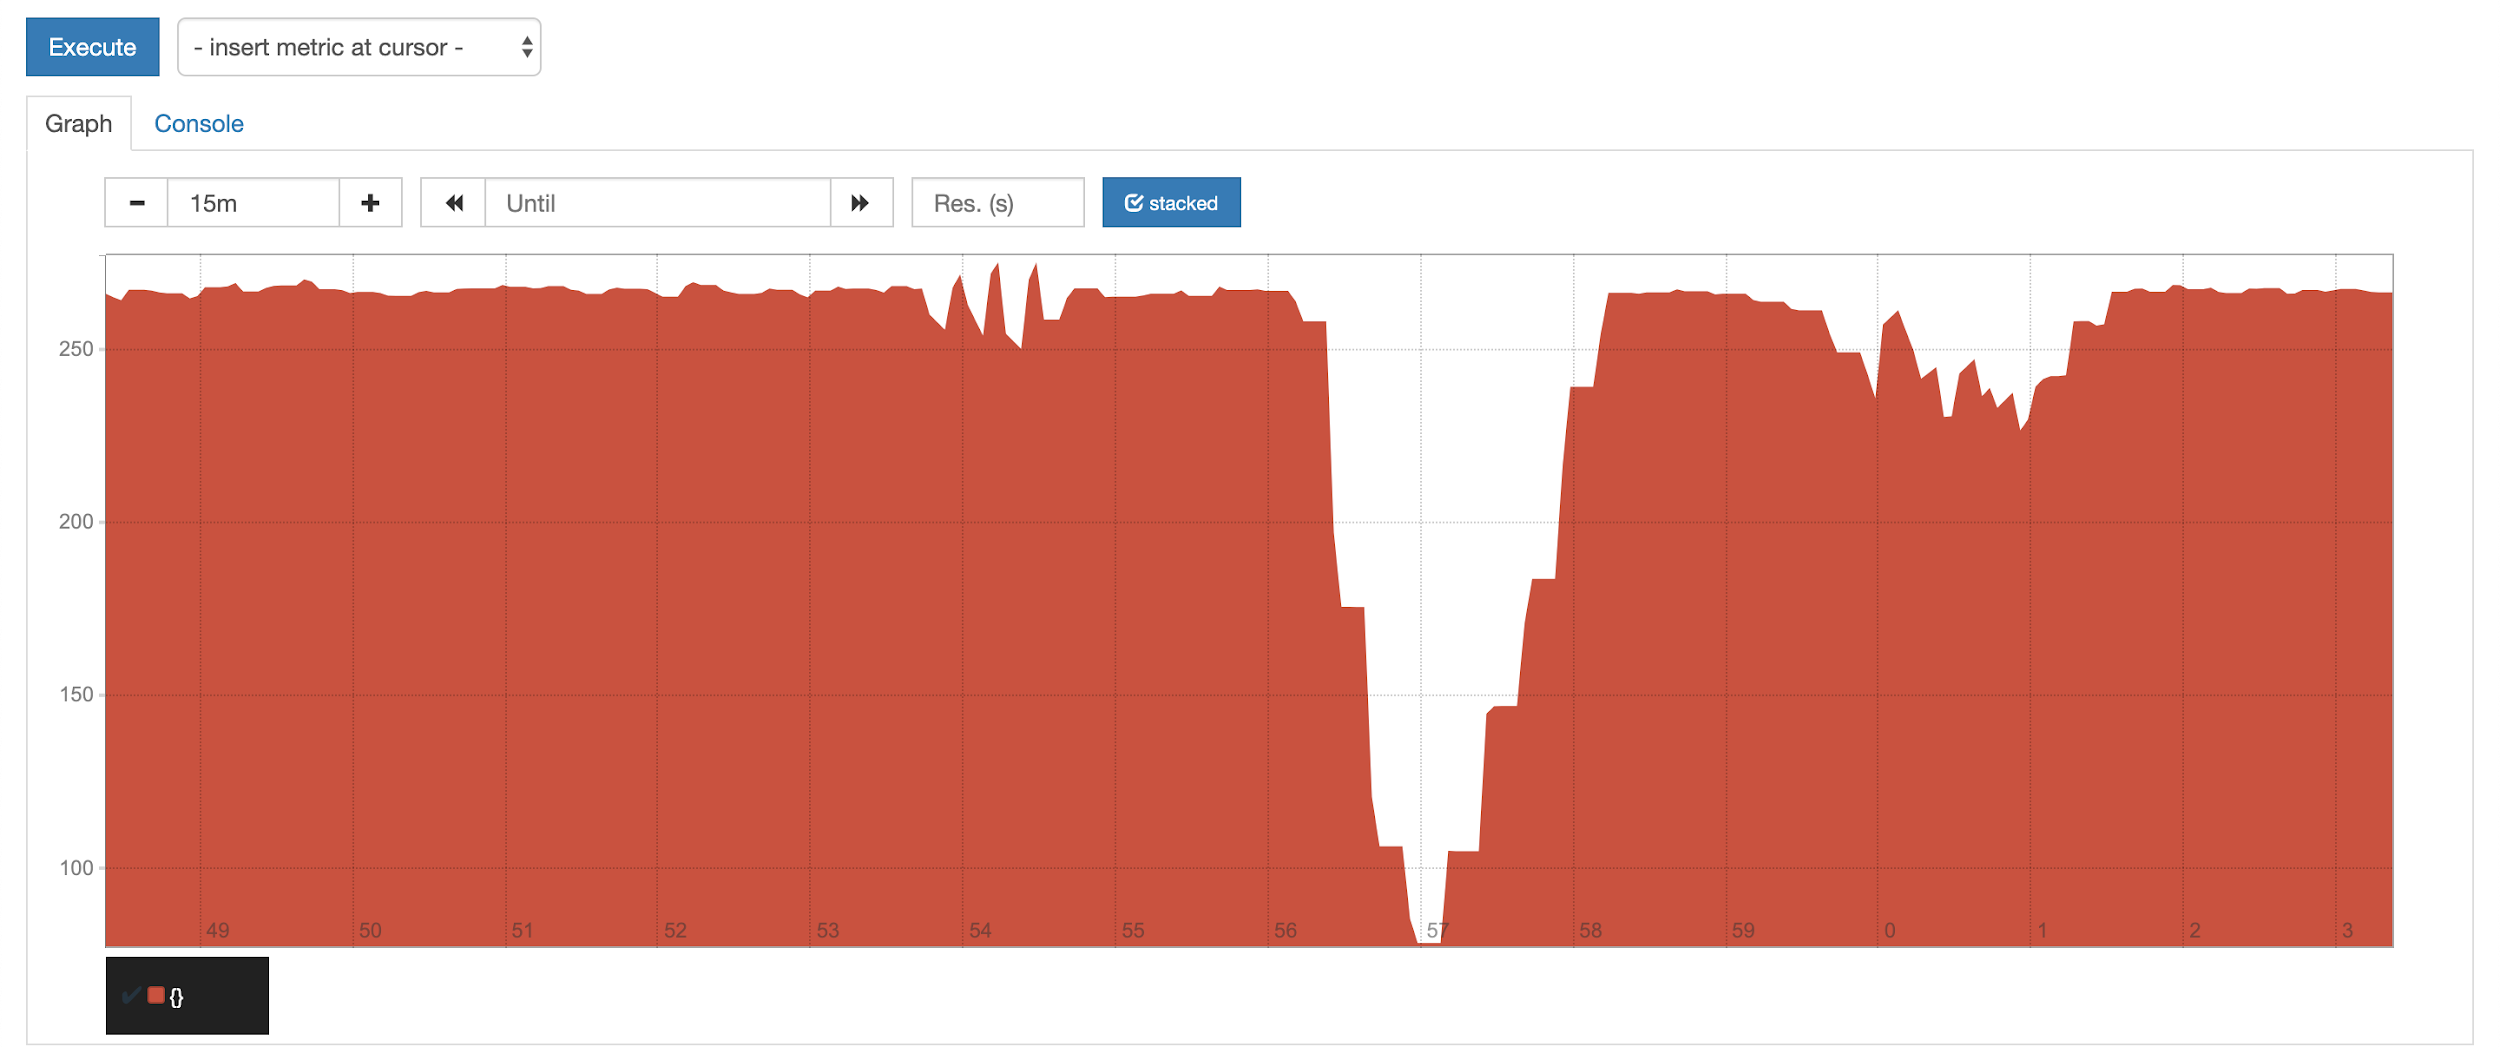 Execute - insert metric at cursor -
Graph Console
15m Until Res. (s) stacked
250
200
150
100
49 50 51 52 53 54 55 56 57 58 59 0 1 2 3
{}